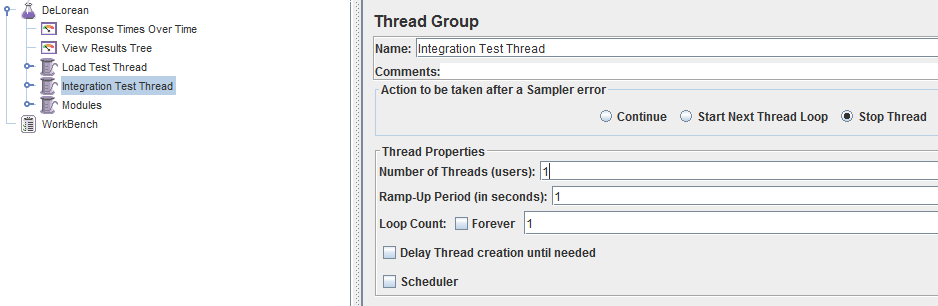 DeLorean
Response Times Over Time
View Results Tree
Load Test Thread
Integration Test Thread
Modules
WorkBench
Thread Group
Name: Integration Test Thread
Comments:
Action to be taken after a Sampler error
Continue Start Next Thread Loop Stop Thread
Thread Properties
Number of Threads (users): 1
Ramp-Up Period (in seconds): 1
Loop Count: Forever 1
Delay Thread creation until needed
Scheduler